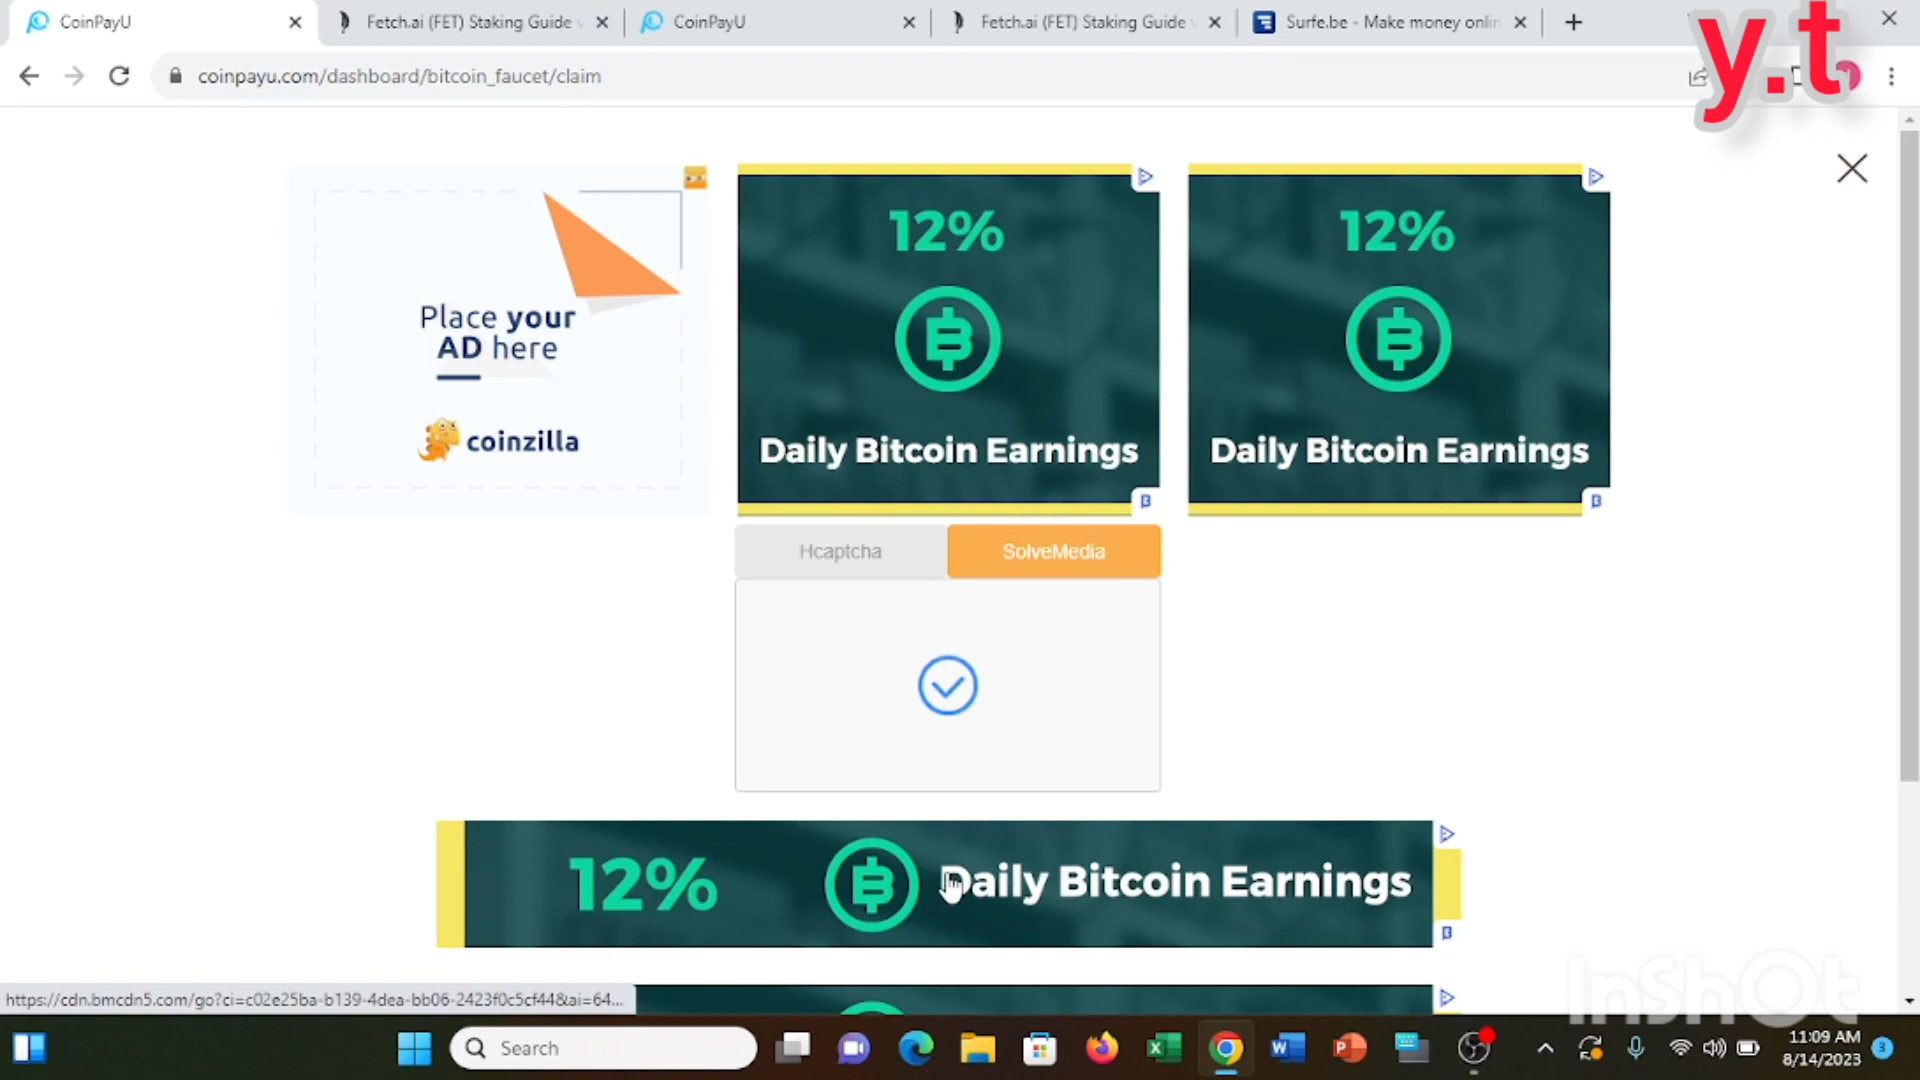 CoinPayU
Fetch.ai (FET) Staking Guide
CoinPayU
Fetch.ai (FET) Staking Guide
Surfe.be - Make money onlin
y.t
coinpayu.com/dashboard/bitcoin_faucet/claim
Place your
AD here
coinzilla
12%
Daily Bitcoin Earnings
12%
Daily Bitcoin Earnings
Hcaptcha
SolveMedia
12%
Daily Bitcoin Earnings
https://cdn.bmcdn5.com/go?ci=c02e25ba-b139-4dea-bb06-2423f0c5cf44&ai=64...
InShOt
Search
11:09 AM
8/14/2023
3